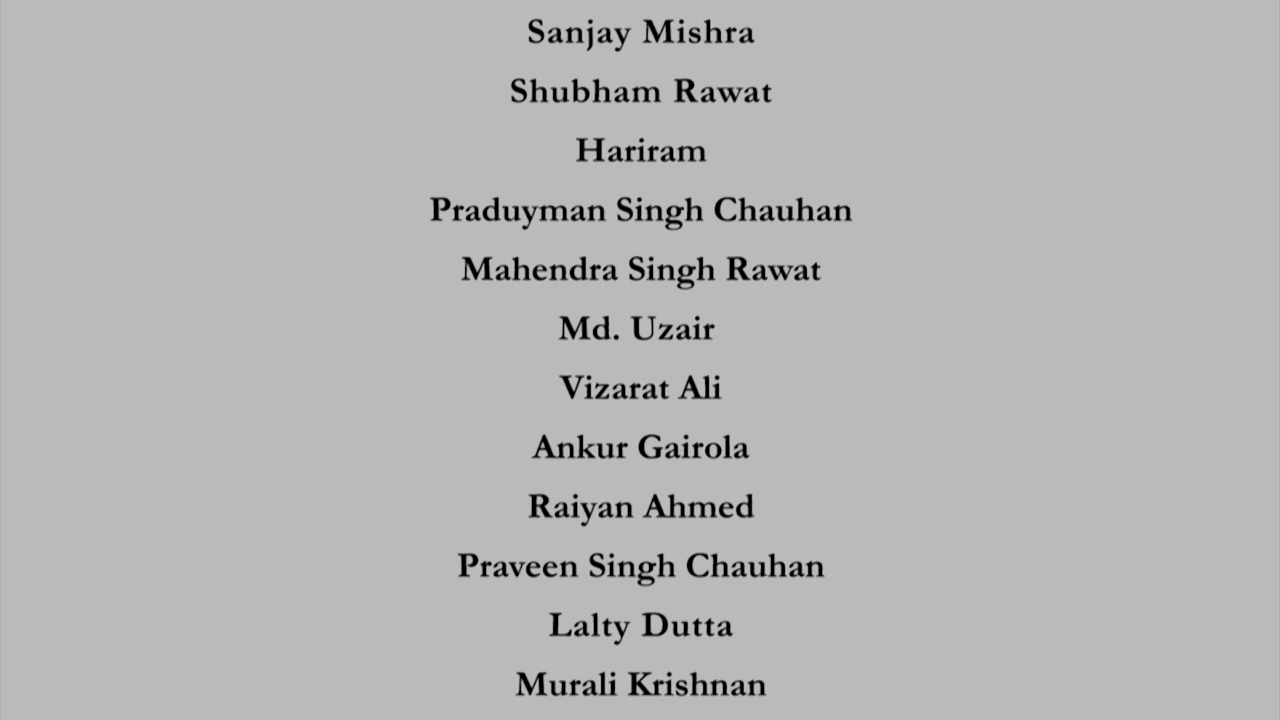 Sanjay Mishra
Shubham Rawat
Hariram
Praduyman Singh Chauhan
Mahendra Singh Rawat
Md. Uzair
Vizarat Ali
Ankur Gairola
Raiyan Ahmed
Praveen Singh Chauhan
Lalty Dutta
Murali Krishnan